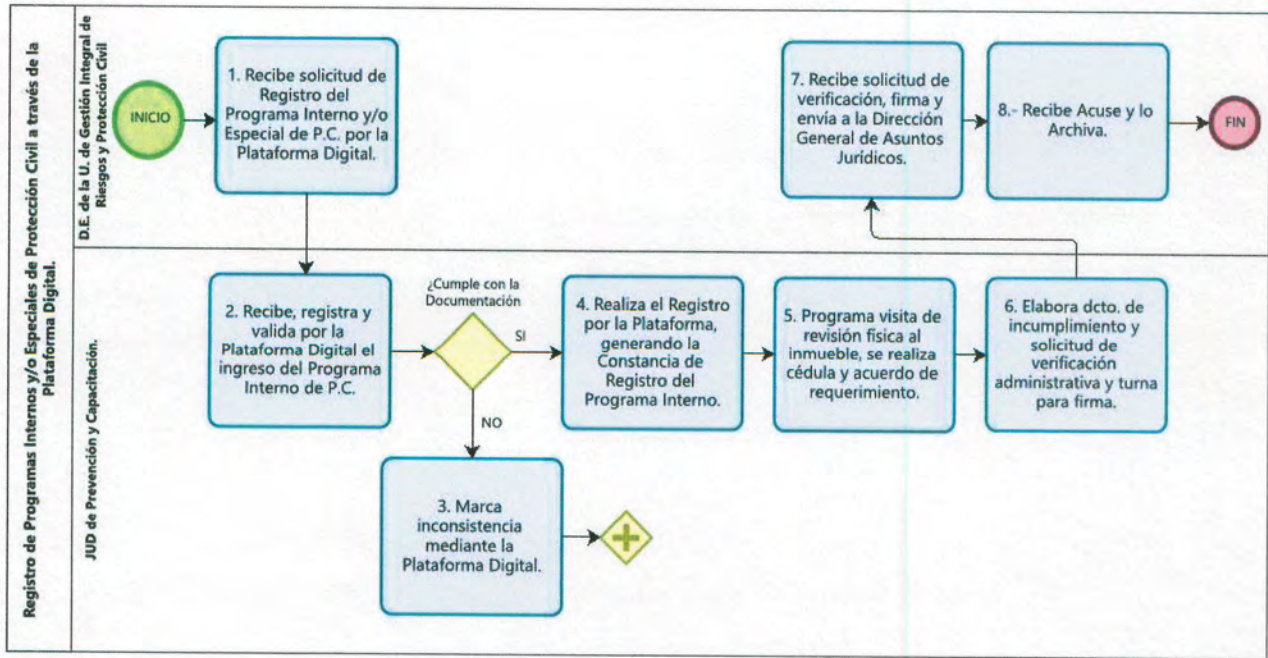 Registro de Programas Internos y/o Especiales de Protección Civil a través de la
Plataforma Digital.
D.E. de la U. de Gestión Integral de
Riesgos y Protección Civil
INICIO
1. Recibe solicitud de
Registro del
Programa Interno y/o
Especial de P.C. por la
Plataforma Digital.
7. Recibe solicitud de
verificación, firma y
envía a la Dirección
General de Asuntos
Jurídicos.
8.- Recibe Acuse y lo
Archiva.
FIN
JUD de Prevención y Capacitación.
2. Recibe, registra y
valida por la
Plataforma Digital el
ingreso del Programa
Interno de P.C.
¿Cumple con la
Documentación
SI
NO
3. Marca
inconsistencia
mediante la
Plataforma Digital.
4. Realiza el Registro
por la Plataforma,
generando la
Constancia de
Registro del
Programa Interno.
5. Programa visita de
revisión física al
inmueble, se realiza
cédula y acuerdo de
requerimiento.
6. Elabora dcto. de
incumplimiento y
solicitud de
verificación
administrativa y turna
para firma.